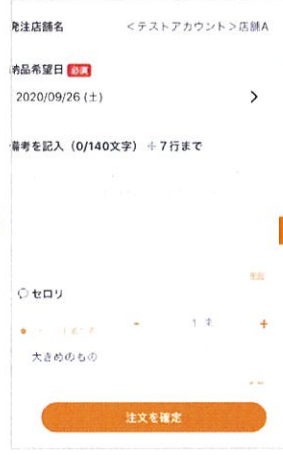 発注店舗名 <テストアカウント>店舗A
納品希望日 必須
2020/09/26 (土)
備考を記入（0/140文字）※7行まで
セロリ
- 1 +
大きめのもの
注文を確定